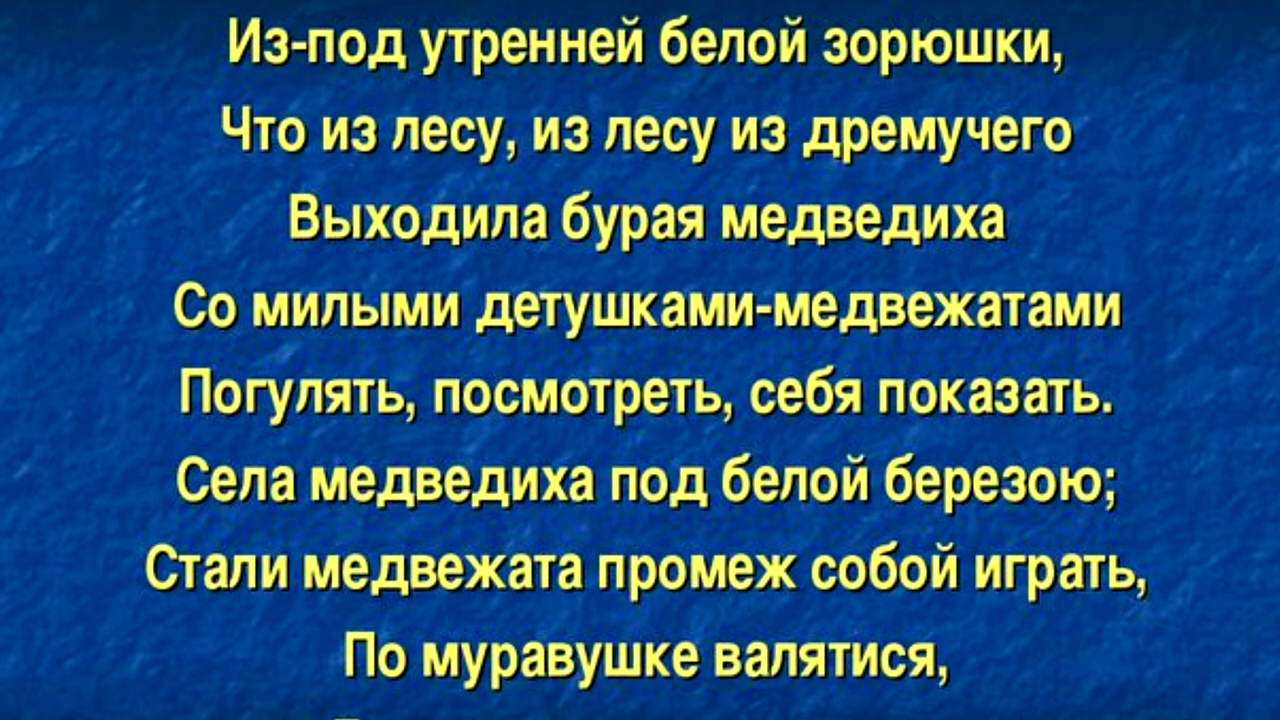 Из-под утренней белой зорюшки,
Что из лесу, из лесу из дремучего
Выходила бурая медведиха
Со милыми детушками-медвежатами
Погулять, посмотреть, себя показать.
Села медведиха под белой березою;
Стали медвежата промеж собой играть,
По муравушке валятися,